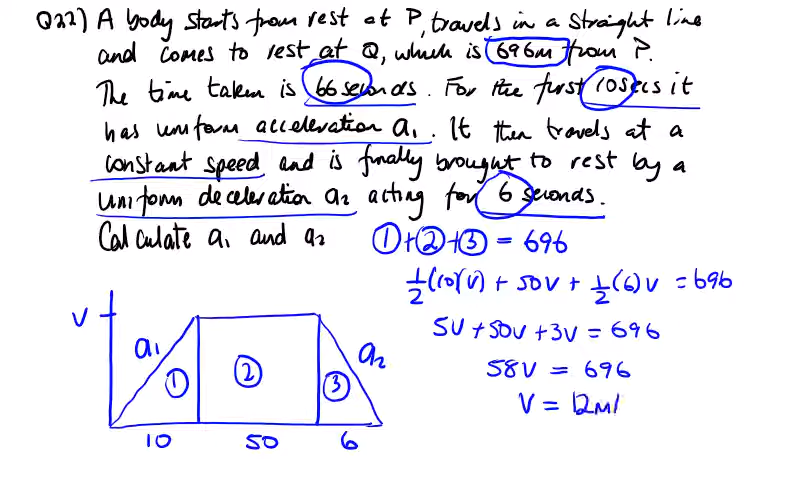 Q22) A body starts from rest at P, travels in a straight line
and comes to rest at Q, which is 696m from P.
The time taken is 66 seconds. For the first 10secs it
has uniform acceleration a₁. It then travels at a
constant speed and is finally brought to rest by a
uniform deceleration a₂ acting for 6 seconds.
Calculate a₁ and a₂
①+②+③ = 696
½(10)(V) + 50V + ½(6)V = 696
5V + 50V + 3V = 696
58V = 696
V = 12m/
V
a₁
a₂
① ② ③
10 50 6